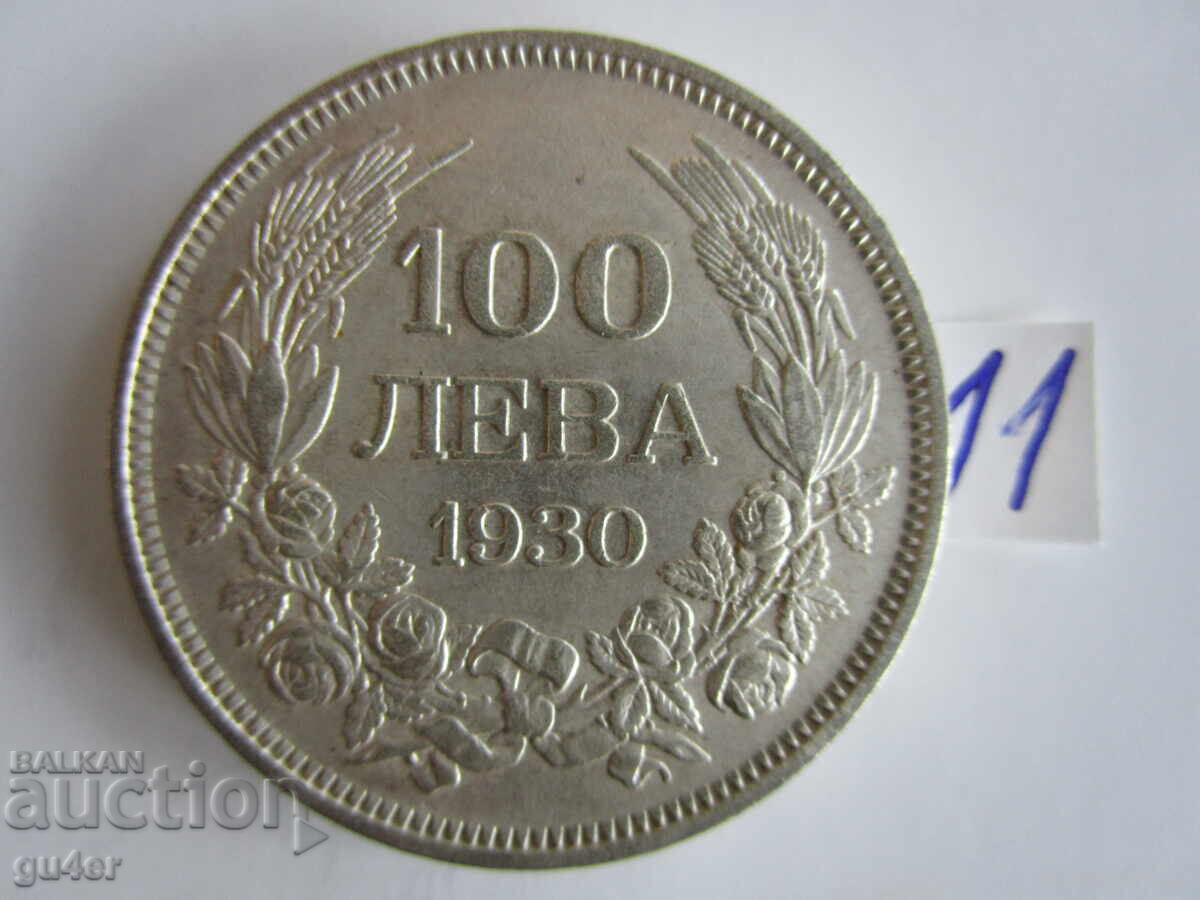 100
ЛЕВА
1930
11
BALKAN
auction
gu4er